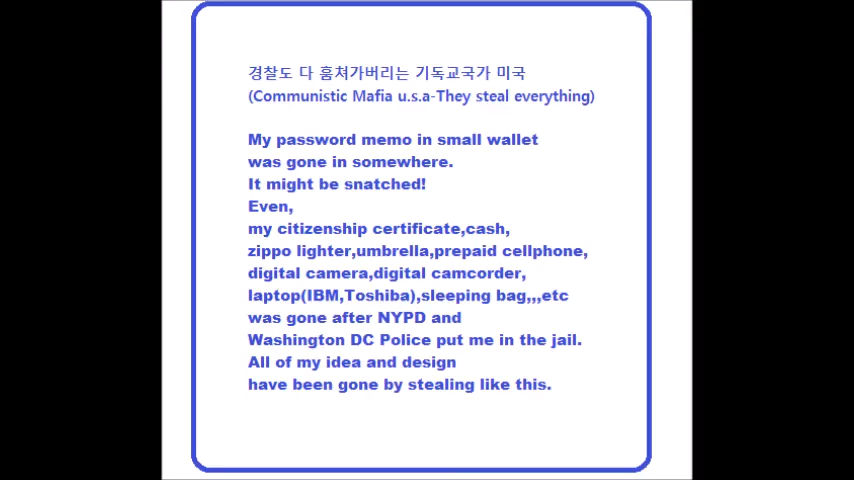 경찰도 다 훔쳐가버리는 기독교국가 미국
(Communistic Mafia u.s.a-They steal everything)
My password memo in small wallet
was gone in somewhere.
It might be snatched!
Even,
my citizenship certificate,cash,
zippo lighter,umbrella,prepaid cellphone,
digital camera,digital camcorder,
laptop(IBM,Toshiba),sleeping bag,,,etc
was gone after NYPD and
Washington DC Police put me in the jail.
All of my idea and design
have been gone by stealing like this.